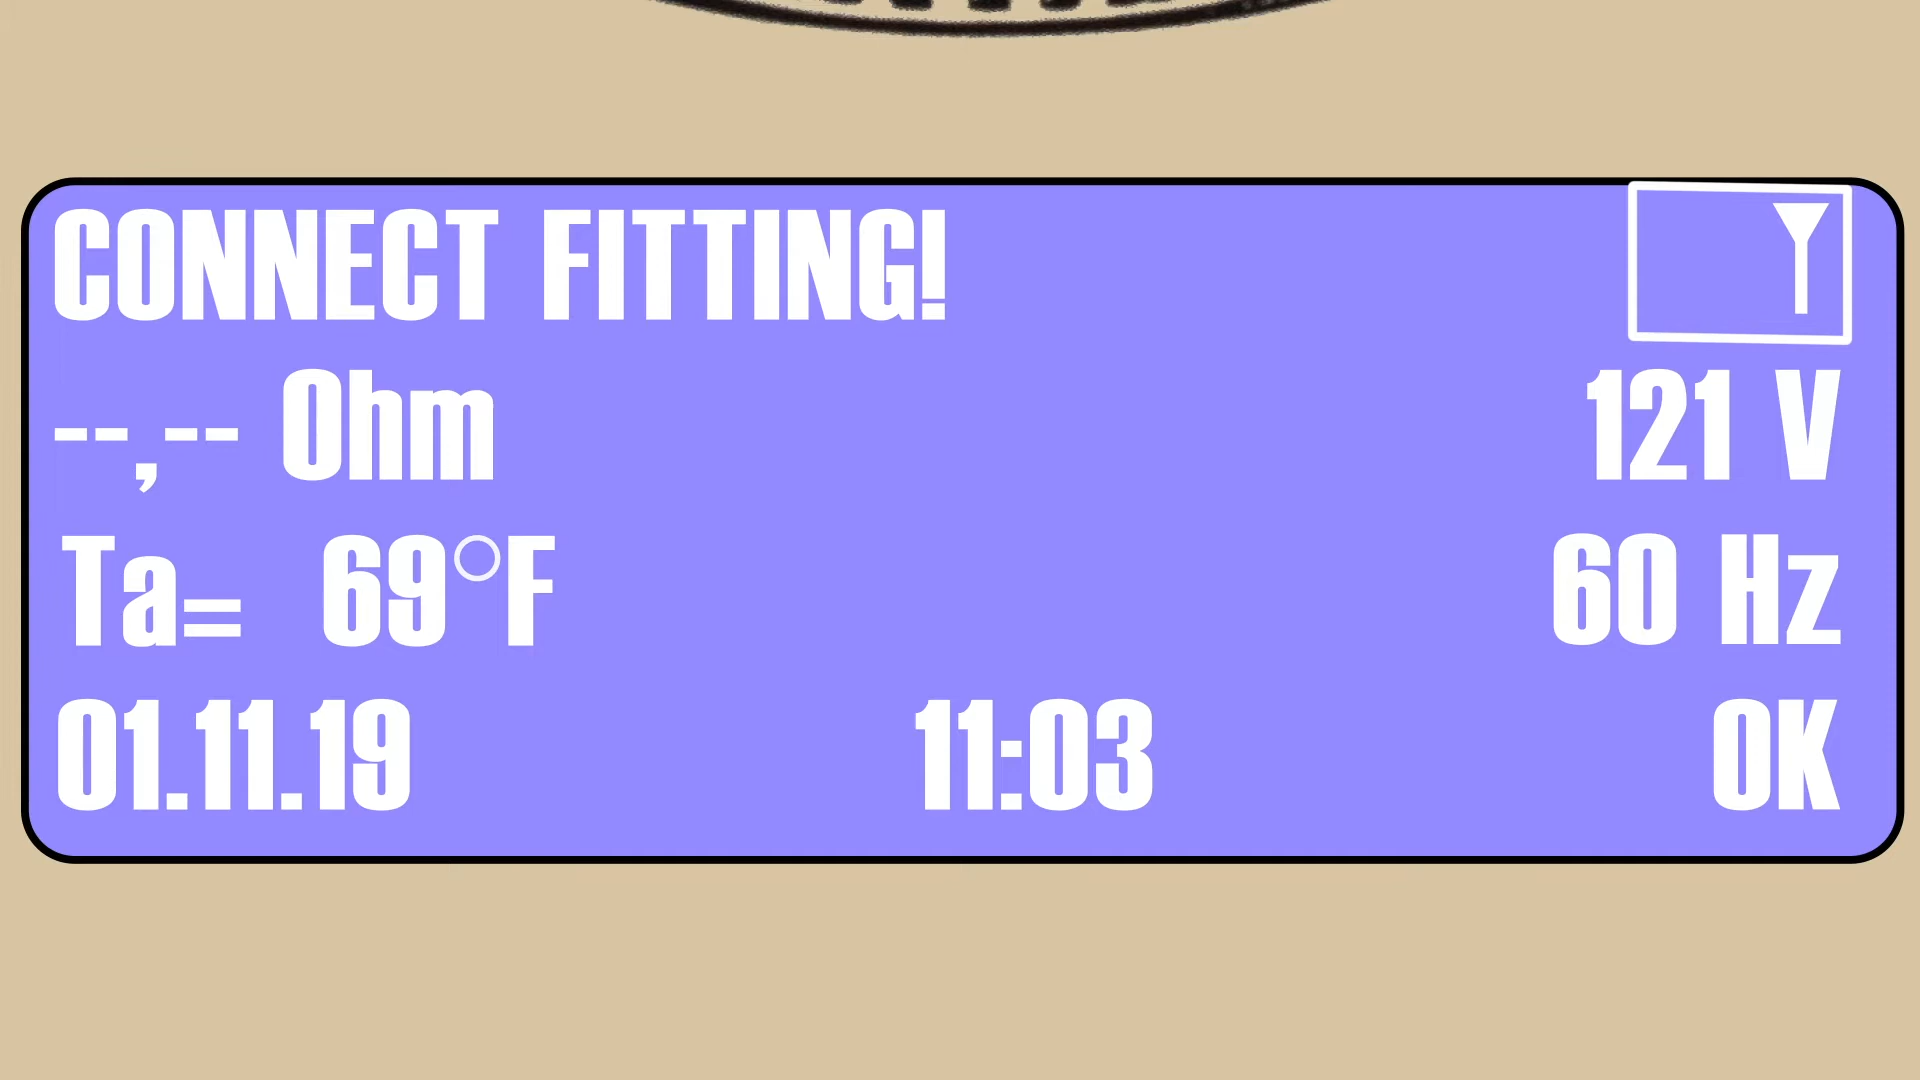 CONNECT FITTING!
--,-- Ohm 121 V
Ta= 69°F 60 Hz
01.11.19 11:03 OK